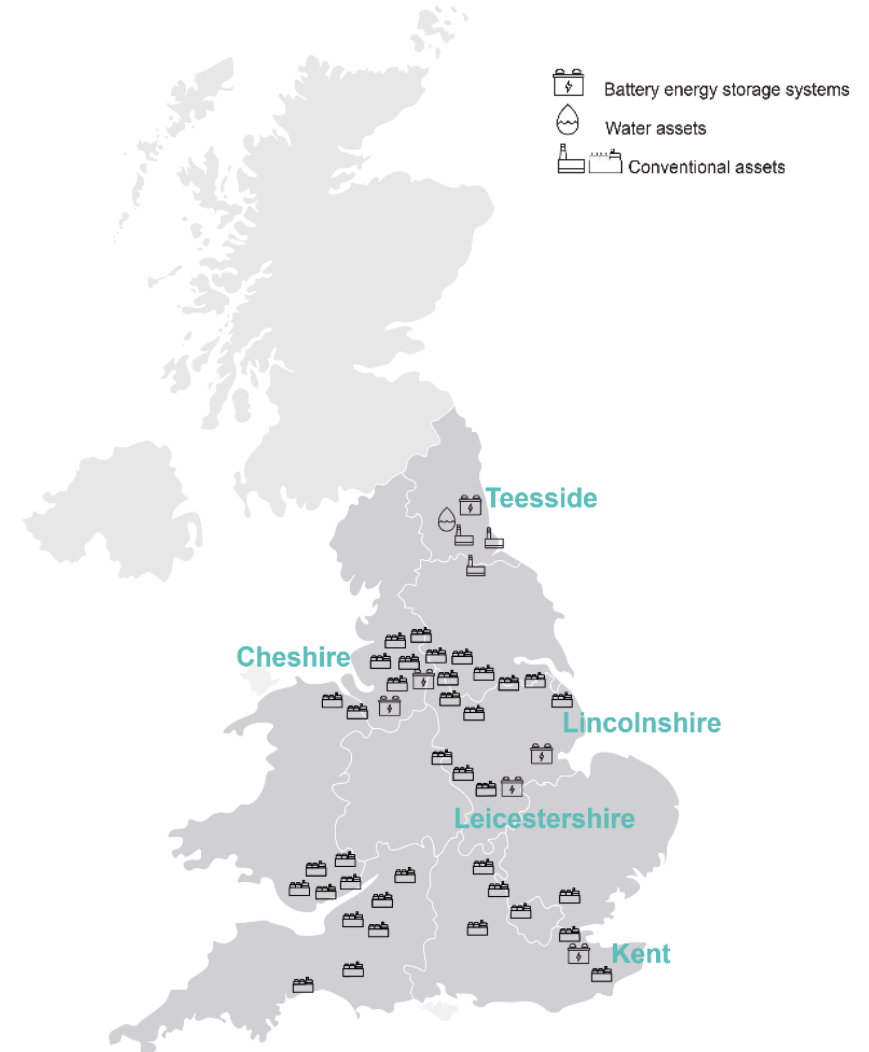 Battery energy storage systems
Water assets
Conventional assets
Teesside
Cheshire
Lincolnshire
Leicestershire
Kent